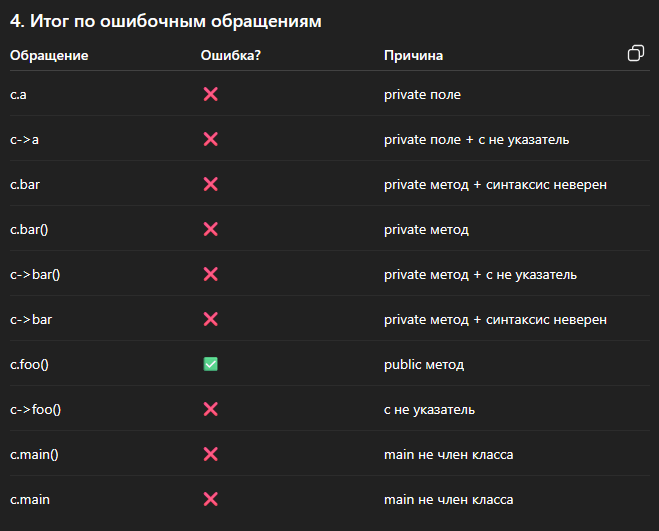 4. Итог по ошибочным обращениям
Обращение Ошибка? Причина
c.a ❌ private поле
c->a ❌ private поле + c не указатель
c.bar ❌ private метод + синтаксис неверен
c.bar() ❌ private метод
c->bar() ❌ private метод + c не указатель
c->bar ❌ private метод + синтаксис неверен
c.foo() ✅ public метод
c->foo() ❌ c не указатель
c.main() ❌ main не член класса
c.main ❌ main не член класса